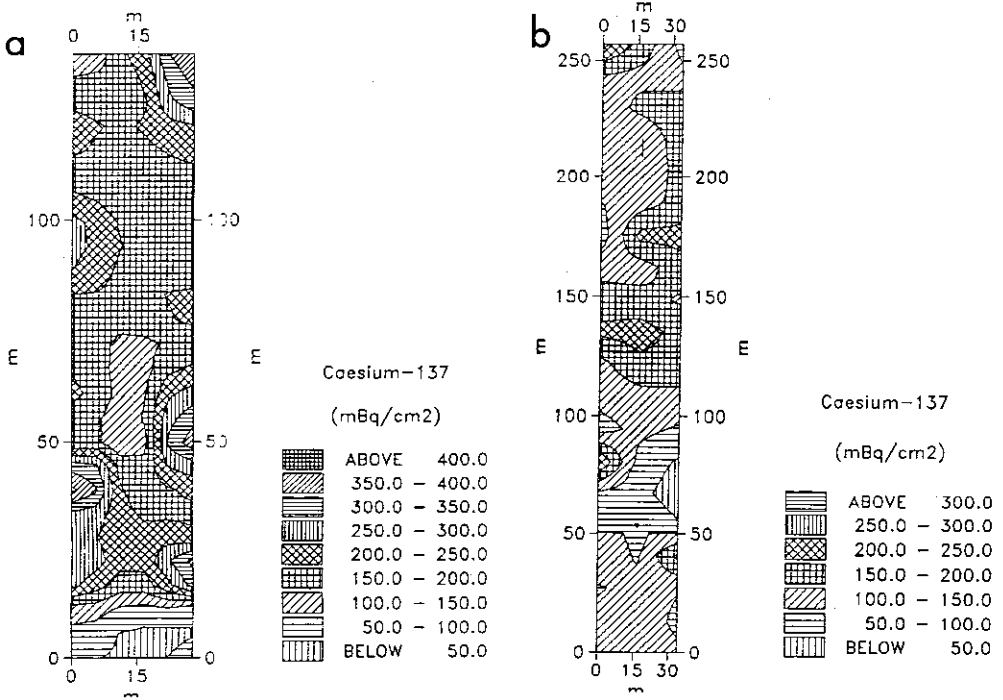 a
m
0 15
100
100
m
m
50
50
0
0
0 15
m
Caesium-137
(mBq/cm2)
ABOVE 400.0
350.0 - 400.0
300.0 - 350.0
250.0 - 300.0
200.0 - 250.0
150.0 - 200.0
100.0 - 150.0
50.0 - 100.0
BELOW 50.0
b
m
0 15 30
250
250
200
200
150
150
m
m
100
100
50
50
0
0
0 15 30
m
Caesium-137
(mBq/cm2)
ABOVE 300.0
250.0 - 300.0
200.0 - 250.0
150.0 - 200.0
100.0 - 150.0
50.0 - 100.0
BELOW 50.0